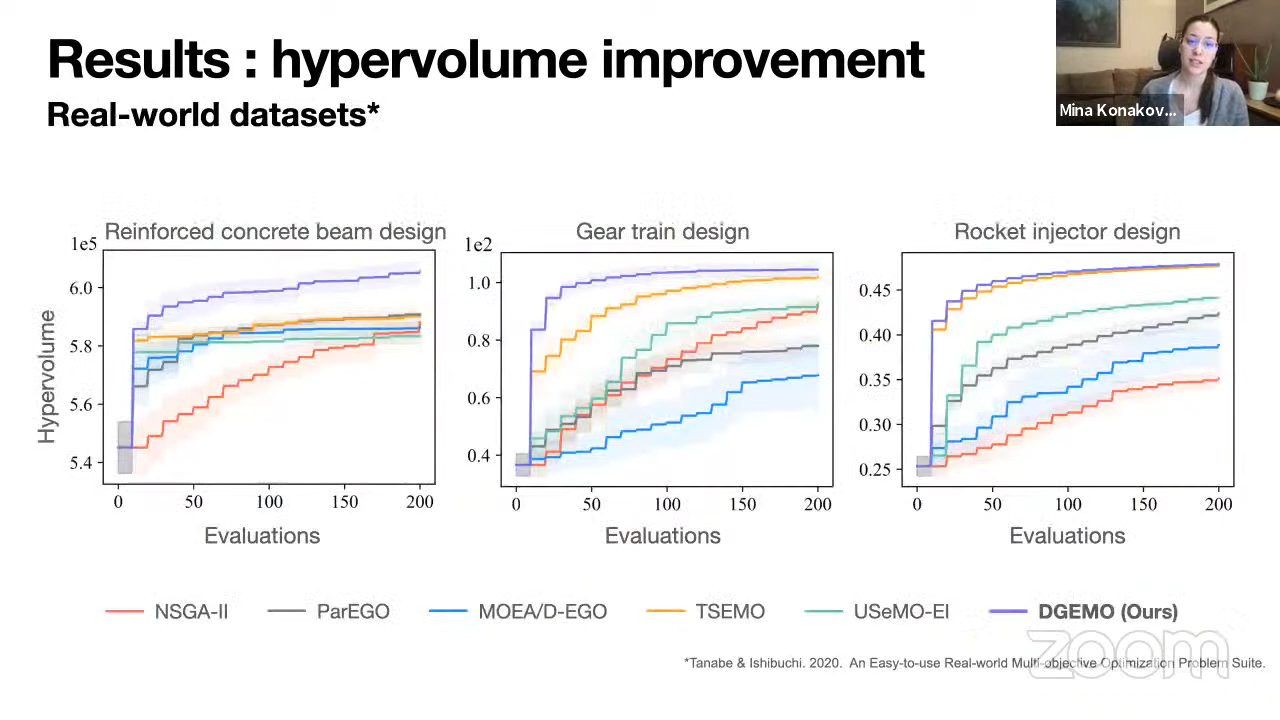 Results : hypervolume improvement
Real-world datasets*
Mina Konakov...
Reinforced concrete beam design
Gear train design
Rocket injector design
1e5
6.0
5.8
5.6
5.4
Hypervolume
0
50
100
150
200
Evaluations
1e2
1.0
0.8
0.6
0.4
0
50
100
150
200
Evaluations
0.45
0.40
0.35
0.30
0.25
0
50
100
150
200
Evaluations
NSGA-II
ParEGO
MOEA/D-EGO
TSEMO
USeMO-EI
DGEMO (Ours)
zoom
*Tanabe & Ishibuchi. 2020. An Easy-to-use Real-world Multi-objective Optimization Problem Suite.